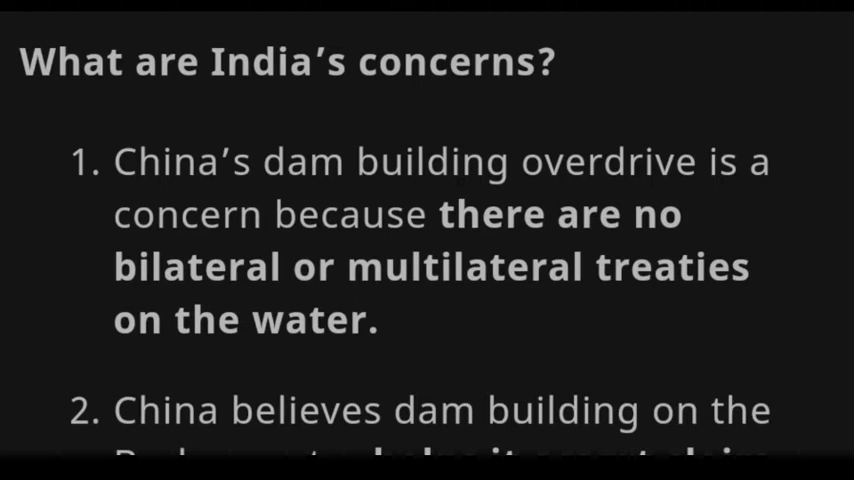 What are India’s concerns?
1. China’s dam building overdrive is a
concern because there are no
bilateral or multilateral treaties
on the water.
2. China believes dam building on the